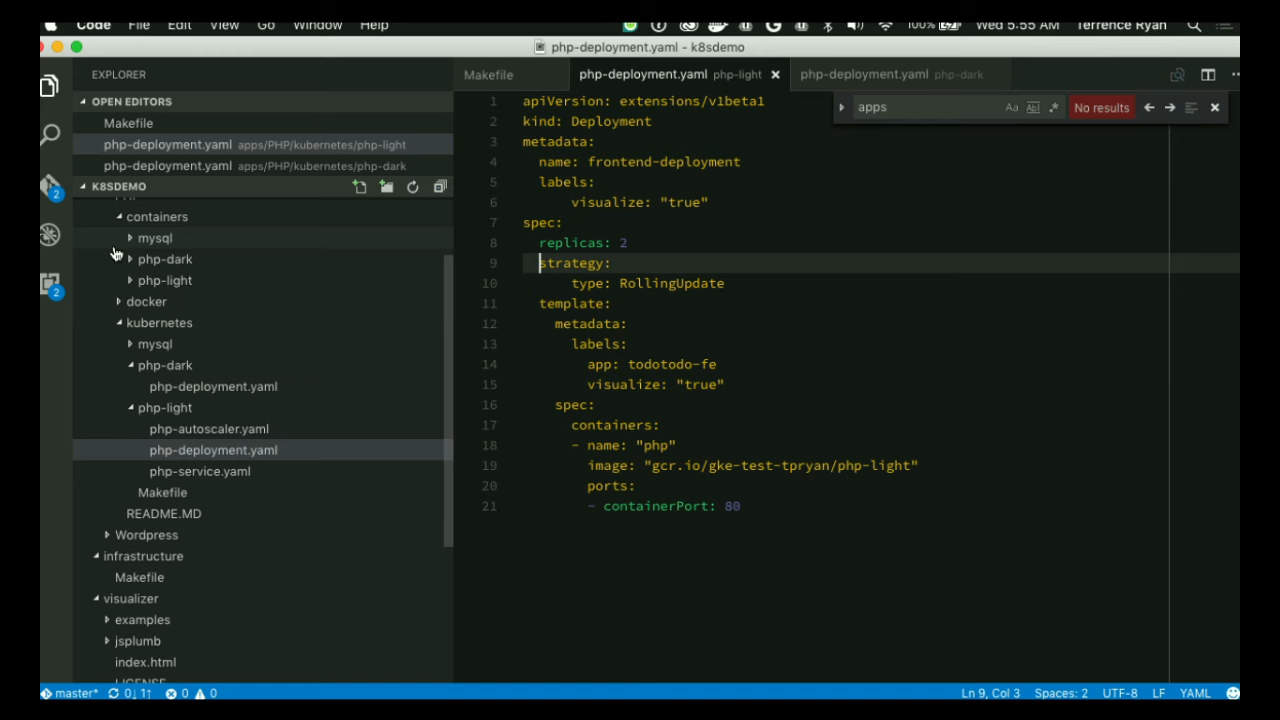 Code File Edit View Go Window Help 100% Wed 5:55 AM Terrence Ryan
php-deployment.yaml - k8sdemo
EXPLORER
OPEN EDITORS
Makefile
php-deployment.yaml apps/PHP/kubernetes/php-light
php-deployment.yaml apps/PHP/kubernetes/php-dark
K8SDEMO
containers
mysql
php-dark
php-light
docker
kubernetes
mysql
php-dark
php-deployment.yaml
php-light
php-autoscaler.yaml
php-deployment.yaml
php-service.yaml
Makefile
README.MD
Wordpress
infrastructure
Makefile
visualizer
examples
jsplumb
index.html
2
2
Makefile php-deployment.yaml php-light × php-deployment.yaml php-dark
apps Aa Abl .* No results
1 apiVersion: extensions/v1beta1
2 kind: Deployment
3 metadata:
4 name: frontend-deployment
5 labels:
6 visualize: "true"
7 spec:
8 replicas: 2
9 strategy:
10 type: RollingUpdate
11 template:
12 metadata:
13 labels:
14 app: todotodo-fe
15 visualize: "true"
16 spec:
17 containers:
18 - name: "php"
19 image: "gcr.io/gke-test-tpryan/php-light"
20 ports:
21 - containerPort: 80
master* 0↓ 1↑ 0 0 Ln 9, Col 3 Spaces: 2 UTF-8 LF YAML